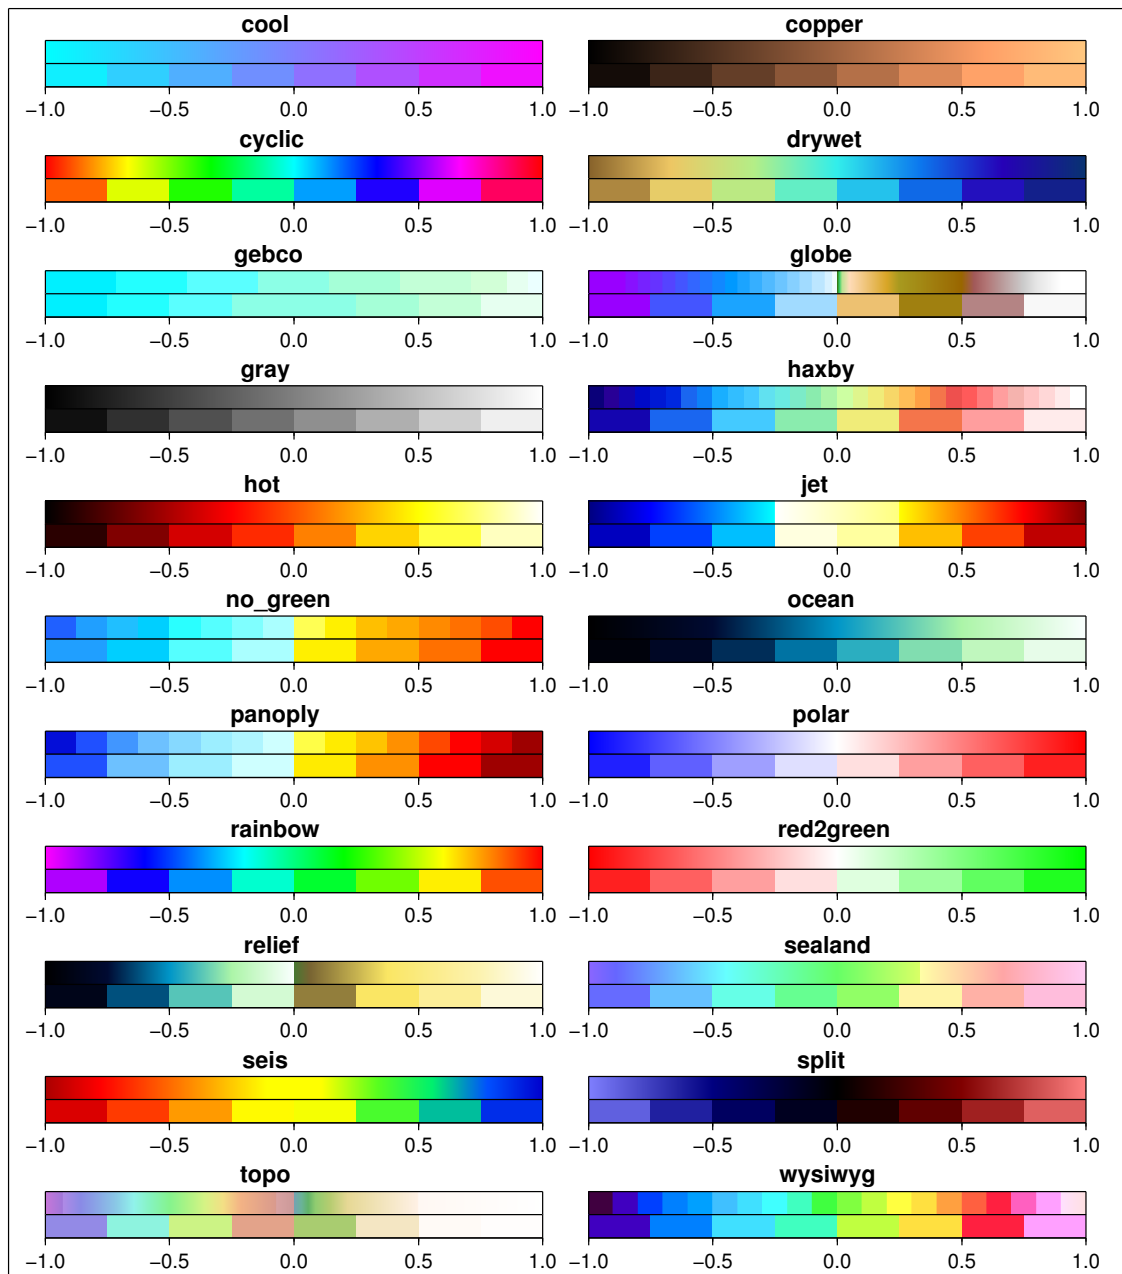 cool copper
−1.0 −0.5 0.0 0.5 1.0 −1.0 −0.5 0.0 0.5 1.0
cyclic drywet
−1.0 −0.5 0.0 0.5 1.0 −1.0 −0.5 0.0 0.5 1.0
gebco globe
−1.0 −0.5 0.0 0.5 1.0 −1.0 −0.5 0.0 0.5 1.0
gray haxby
−1.0 −0.5 0.0 0.5 1.0 −1.0 −0.5 0.0 0.5 1.0
hot jet
−1.0 −0.5 0.0 0.5 1.0 −1.0 −0.5 0.0 0.5 1.0
no_green ocean
−1.0 −0.5 0.0 0.5 1.0 −1.0 −0.5 0.0 0.5 1.0
panoply polar
−1.0 −0.5 0.0 0.5 1.0 −1.0 −0.5 0.0 0.5 1.0
rainbow red2green
−1.0 −0.5 0.0 0.5 1.0 −1.0 −0.5 0.0 0.5 1.0
relief sealand
−1.0 −0.5 0.0 0.5 1.0 −1.0 −0.5 0.0 0.5 1.0
seis split
−1.0 −0.5 0.0 0.5 1.0 −1.0 −0.5 0.0 0.5 1.0
topo wysiwyg
−1.0 −0.5 0.0 0.5 1.0 −1.0 −0.5 0.0 0.5 1.0